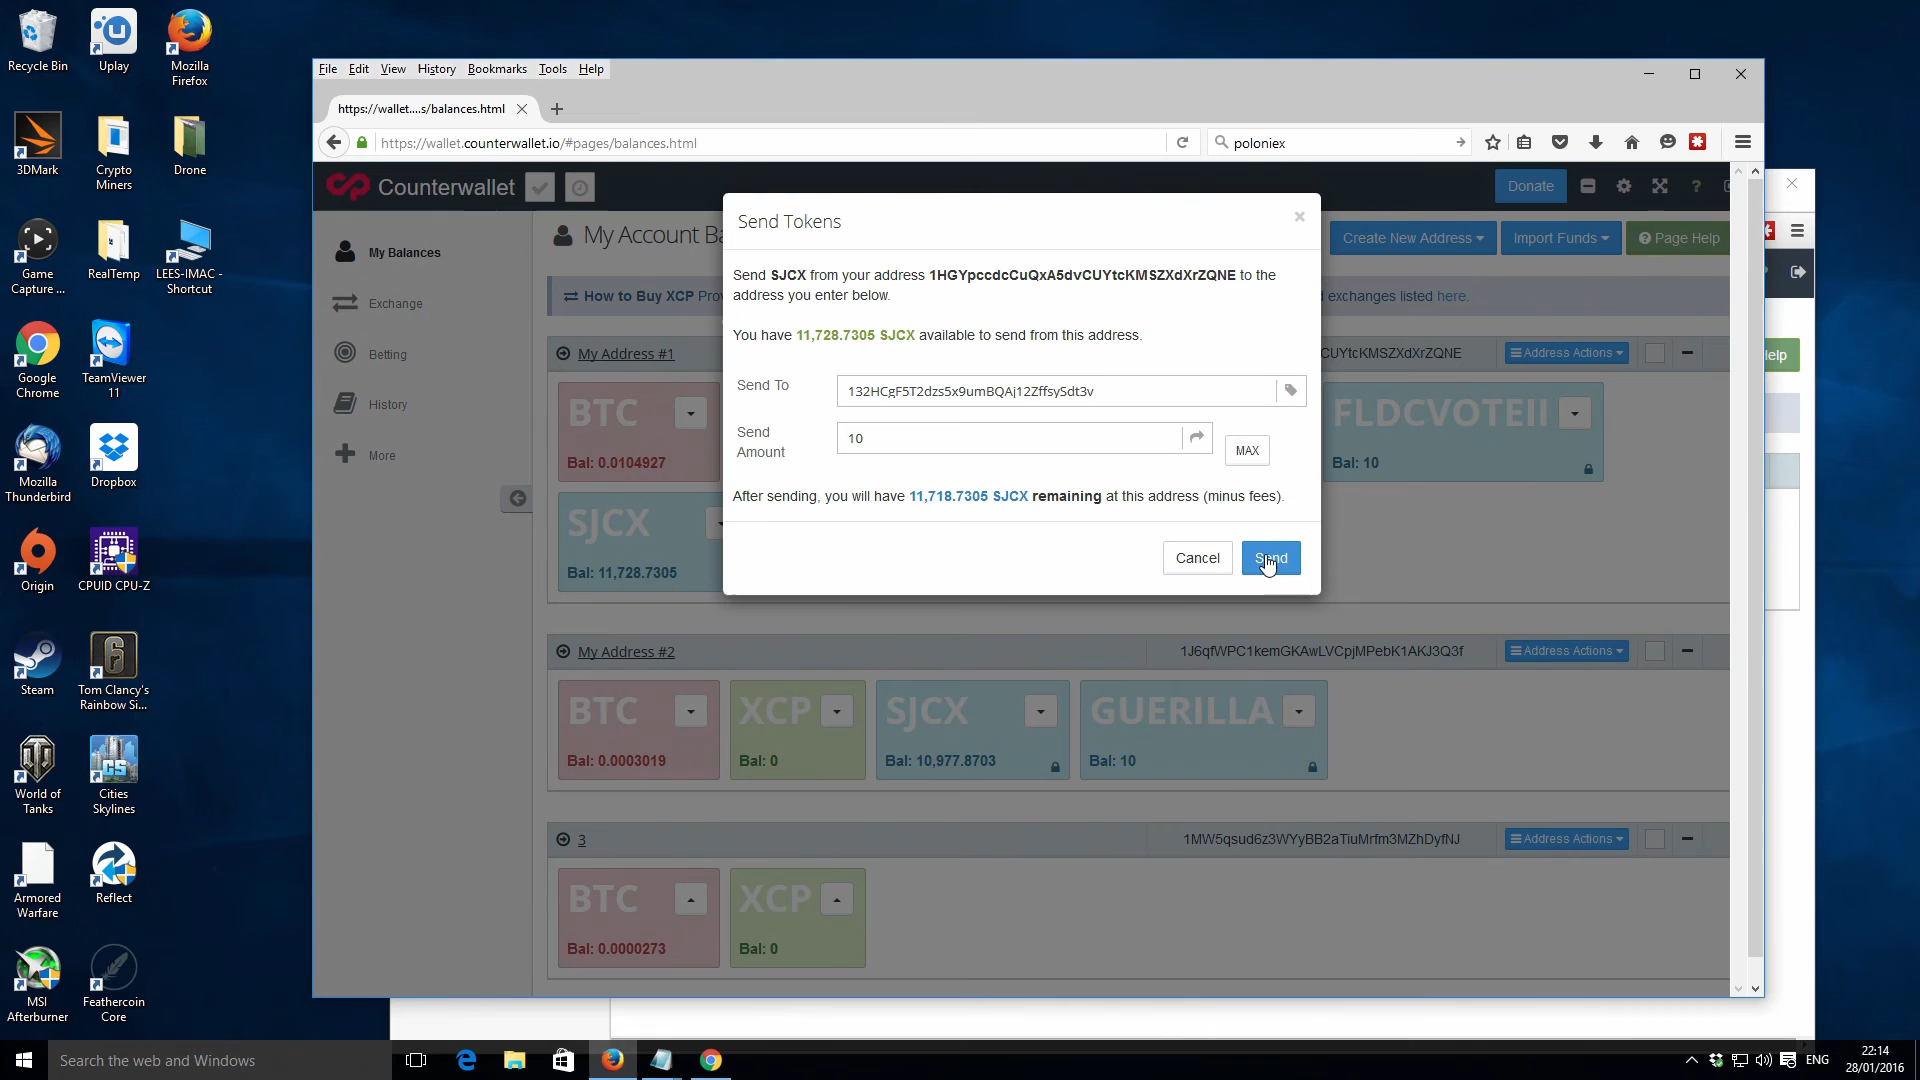 Recycle Bin
Uplay
Mozilla
Firefox
3DMark
Crypto
Miners
Drone
Game
Capture ...
RealTemp
LEES-IMAC -
Shortcut
Google
Chrome
TeamViewer
11
Mozilla
Thunderbird
Dropbox
Origin
CPUID CPU-Z
Steam
Tom Clancy's
Rainbow Si...
World of
Tanks
Cities
Skylines
Armored
Warfare
Reflect
MSI
Afterburner
Feathercoin
Core
File Edit View History Bookmarks Tools Help
https://wallet....s/balances.html
https://wallet.counterwallet.io/#pages/balances.html
poloniex
Counterwallet
Donate
My Balances
Exchange
Betting
History
More
My Account Ba
Create New Address
Import Funds
Page Help
How to Buy XCP Prov
d exchanges listed here.
My Address #1
CUYtcKMSZXdXrZQNE
Address Actions
BTC
Bal: 0.0104927
FLDCVOTEII
Bal: 10
SJCX
Bal: 11,728.7305
Send Tokens
Send SJCX from your address 1HGYpccdcCuQxA5dvCUYtcKMSZXdXrZQNE to the
address you enter below.
You have 11,728.7305 SJCX available to send from this address.
Send To
132HCgF5T2dzs5x9umBQAj12ZffsySdt3v
Send
Amount
10
MAX
After sending, you will have 11,718.7305 SJCX remaining at this address (minus fees).
Cancel
Send
elp
My Address #2
1J6qfWPC1kemGKAwLVCpjMPebK1AKJ3Q3f
Address Actions
BTC
Bal: 0.0003019
XCP
Bal: 0
SJCX
Bal: 10,977.8703
GUERILLA
Bal: 10
3
1MW5qsud6z3WYyBB2aTiuMrfm3MZhDyfNJ
Address Actions
BTC
Bal: 0.0000273
XCP
Bal: 0
Search the web and Windows
ENG
22:14
28/01/2016